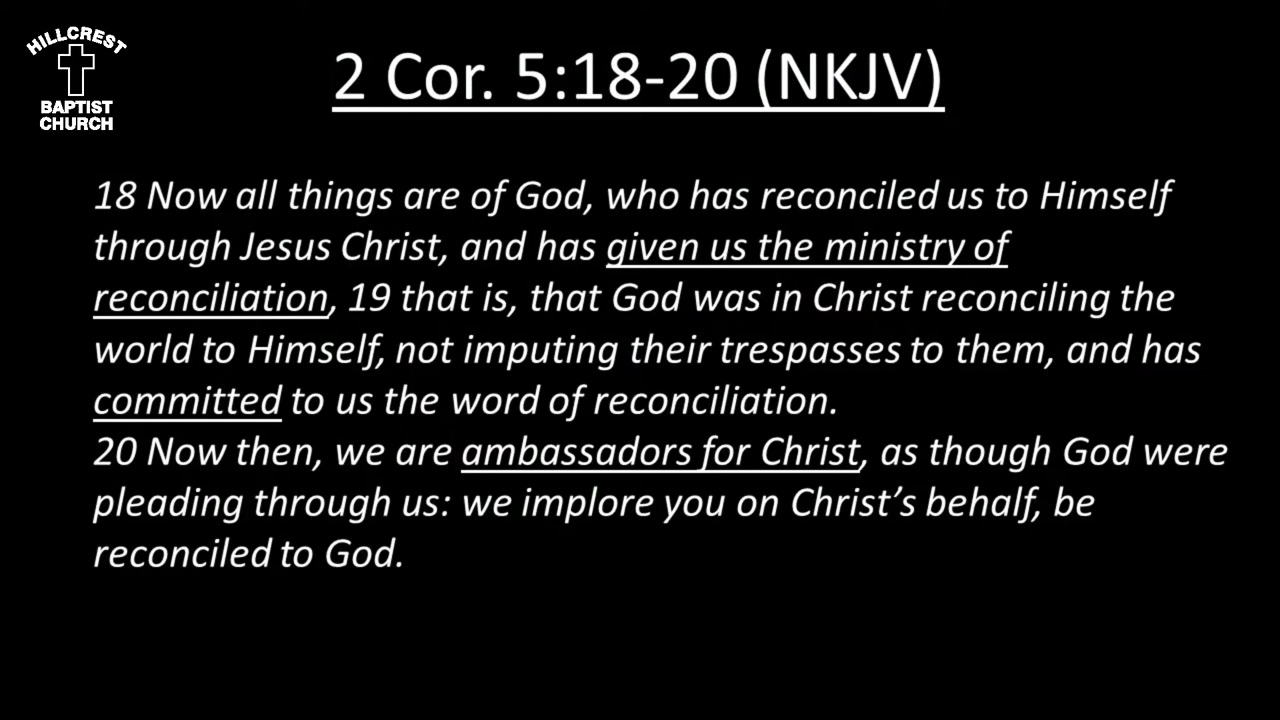 HILLCREST
BAPTIST
CHURCH
2 Cor. 5:18-20 (NKJV)
18 Now all things are of God, who has reconciled us to Himself
through Jesus Christ, and has given us the ministry of
reconciliation, 19 that is, that God was in Christ reconciling the
world to Himself, not imputing their trespasses to them, and has
committed to us the word of reconciliation.
20 Now then, we are ambassadors for Christ, as though God were
pleading through us: we implore you on Christ’s behalf, be
reconciled to God.